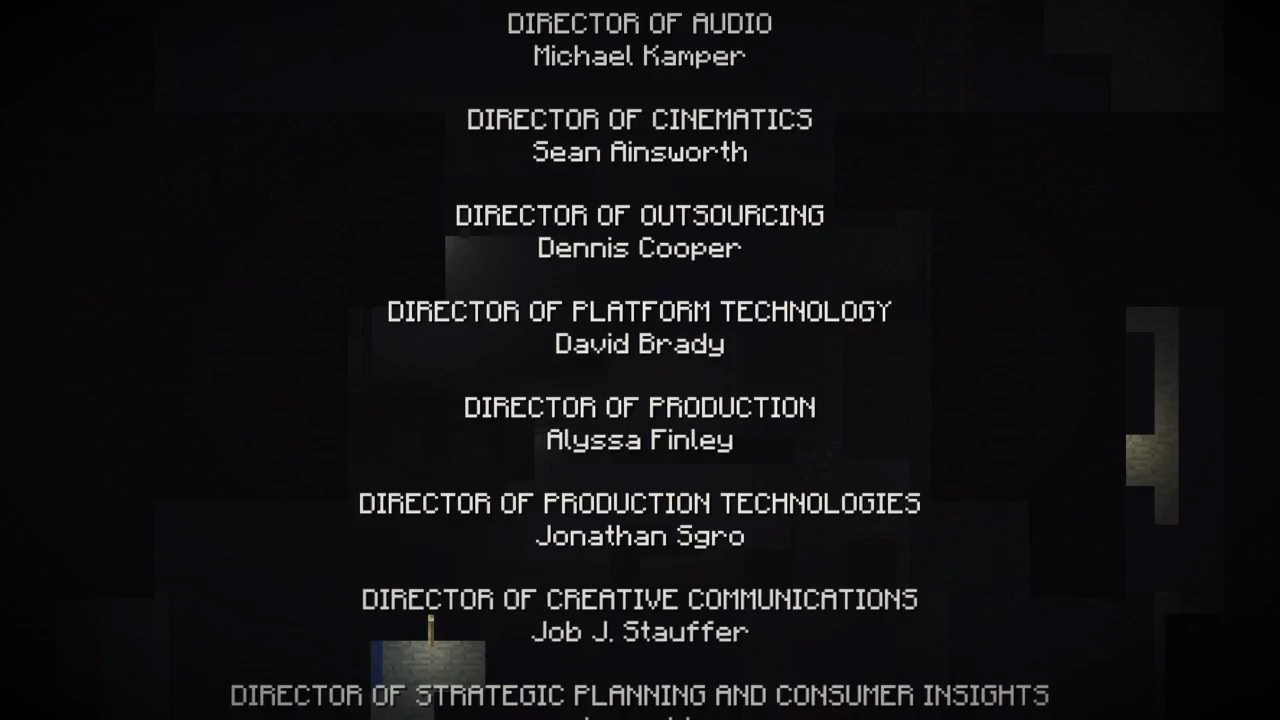 DIRECTOR OF AUDIO
Michael Kamper
DIRECTOR OF CINEMATICS
Sean Ainsworth
DIRECTOR OF OUTSOURCING
Dennis Cooper
DIRECTOR OF PLATFORM TECHNOLOGY
David Brady
DIRECTOR OF PRODUCTION
Alyssa Finley
DIRECTOR OF PRODUCTION TECHNOLOGIES
Jonathan Sgro
DIRECTOR OF CREATIVE COMMUNICATIONS
Job J. Stauffer
DIRECTOR OF STRATEGIC PLANNING AND CONSUMER INSIGHTS